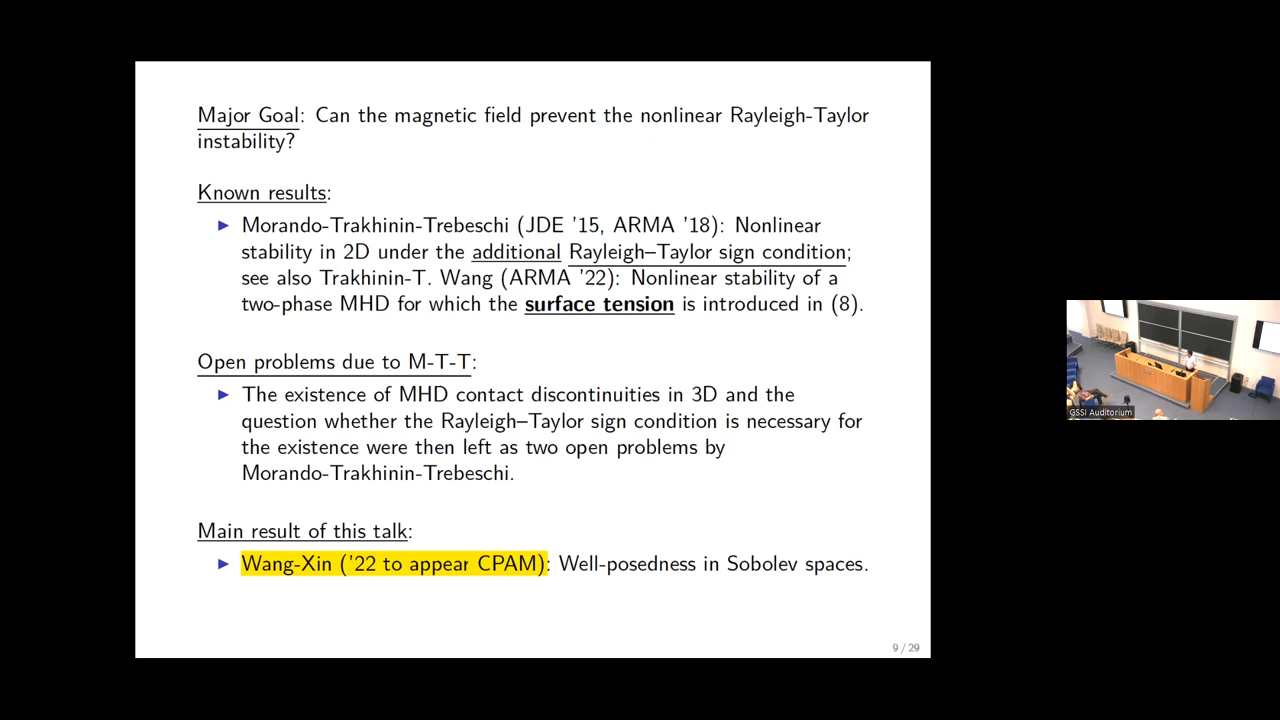 Major Goal: Can the magnetic field prevent the nonlinear Rayleigh-Taylor
instability?
Known results:
▶ Morando-Trakhinin-Trebeschi (JDE '15, ARMA '18): Nonlinear
stability in 2D under the additional Rayleigh–Taylor sign condition;
see also Trakhinin-T. Wang (ARMA '22): Nonlinear stability of a
two-phase MHD for which the surface tension is introduced in (8).
Open problems due to M-T-T:
▶ The existence of MHD contact discontinuities in 3D and the
question whether the Rayleigh–Taylor sign condition is necessary for
the existence were then left as two open problems by
Morando-Trakhinin-Trebeschi.
Main result of this talk:
▶ Wang-Xin ('22 to appear CPAM): Well-posedness in Sobolev spaces.
9 / 29
GSSI Auditorium